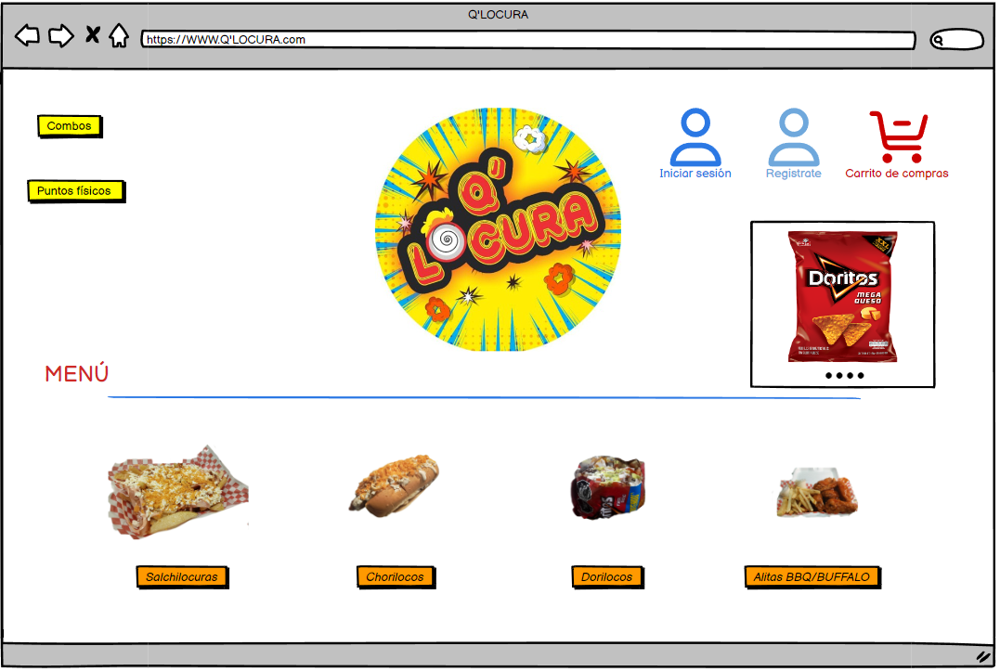 Q'LOCURA
https://WWW.Q'LOCURA.com
Combos
Puntos físicos
Q'
LOCURA
Iniciar sesión
Registrate
Carrito de compras
XXL
Doritos
MEGA
QUESO
MENÚ
Salchilocuras
Chorilocos
Dorilocos
Alitas BBQ/BUFFALO